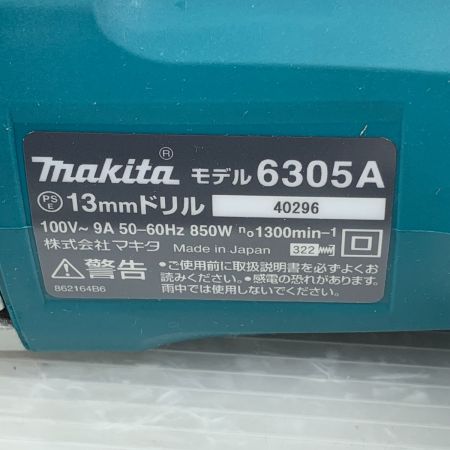 makita® モデル 6305A
PS E 13mmドリル 40296
100V~ 9A 50-60Hz 850W n₀1300min⁻¹
株式会社マキタ Made in Japan 322
警告
862164B6
•ご使用前に取扱説明書を必ずよくお
読みください。•感電の恐れがあります。
雨中では使用しないでください。